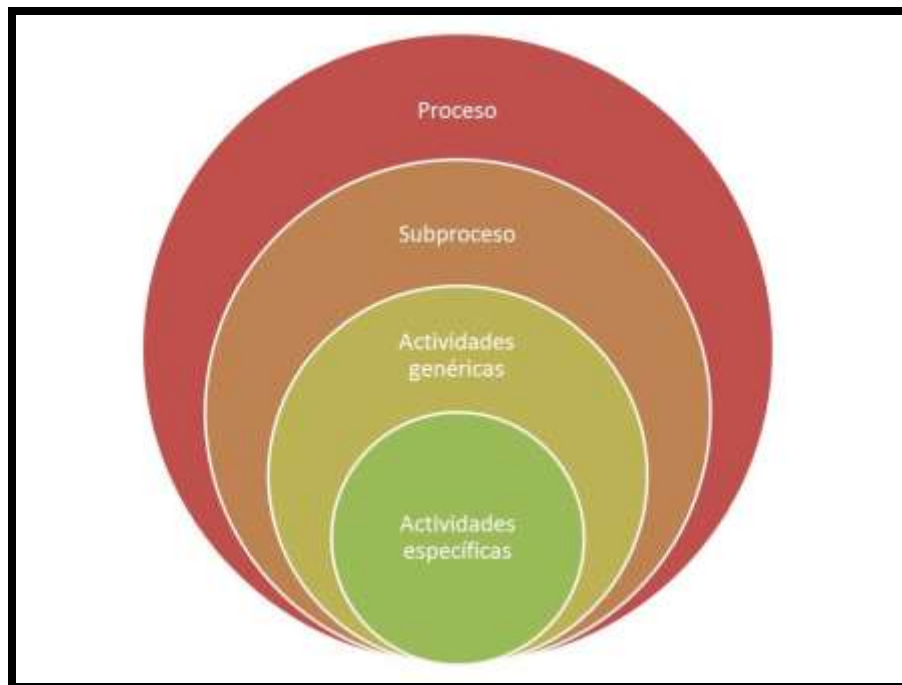 Proceso
Subproceso
Actividades
genéricas
Actividades
específicas